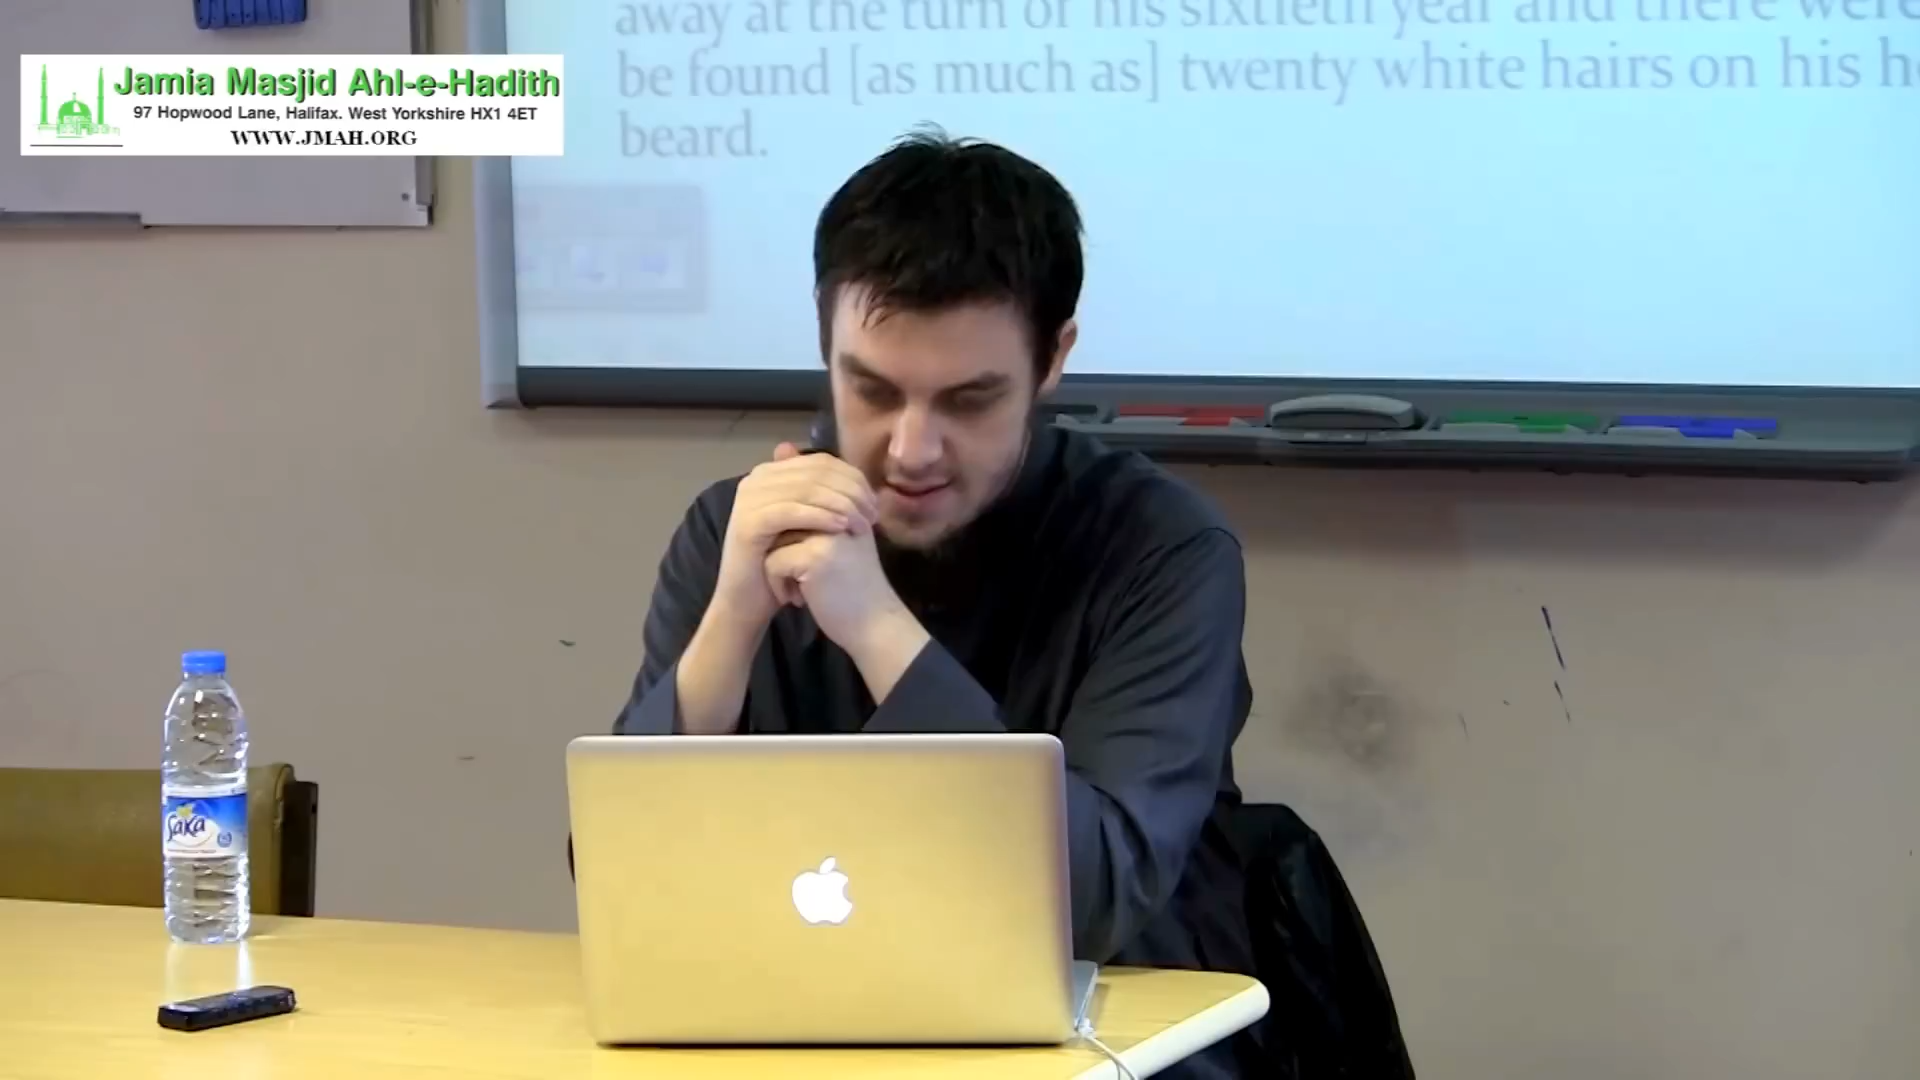 away at the turn of his sixtieth year and there were
be found [as much as] twenty white hairs on his
beard.
Jamia Masjid Ahl-e-Hadith
97 Hopwood Lane, Halifax. West Yorkshire HX1 4ET
WWW.JMAH.ORG
Saka